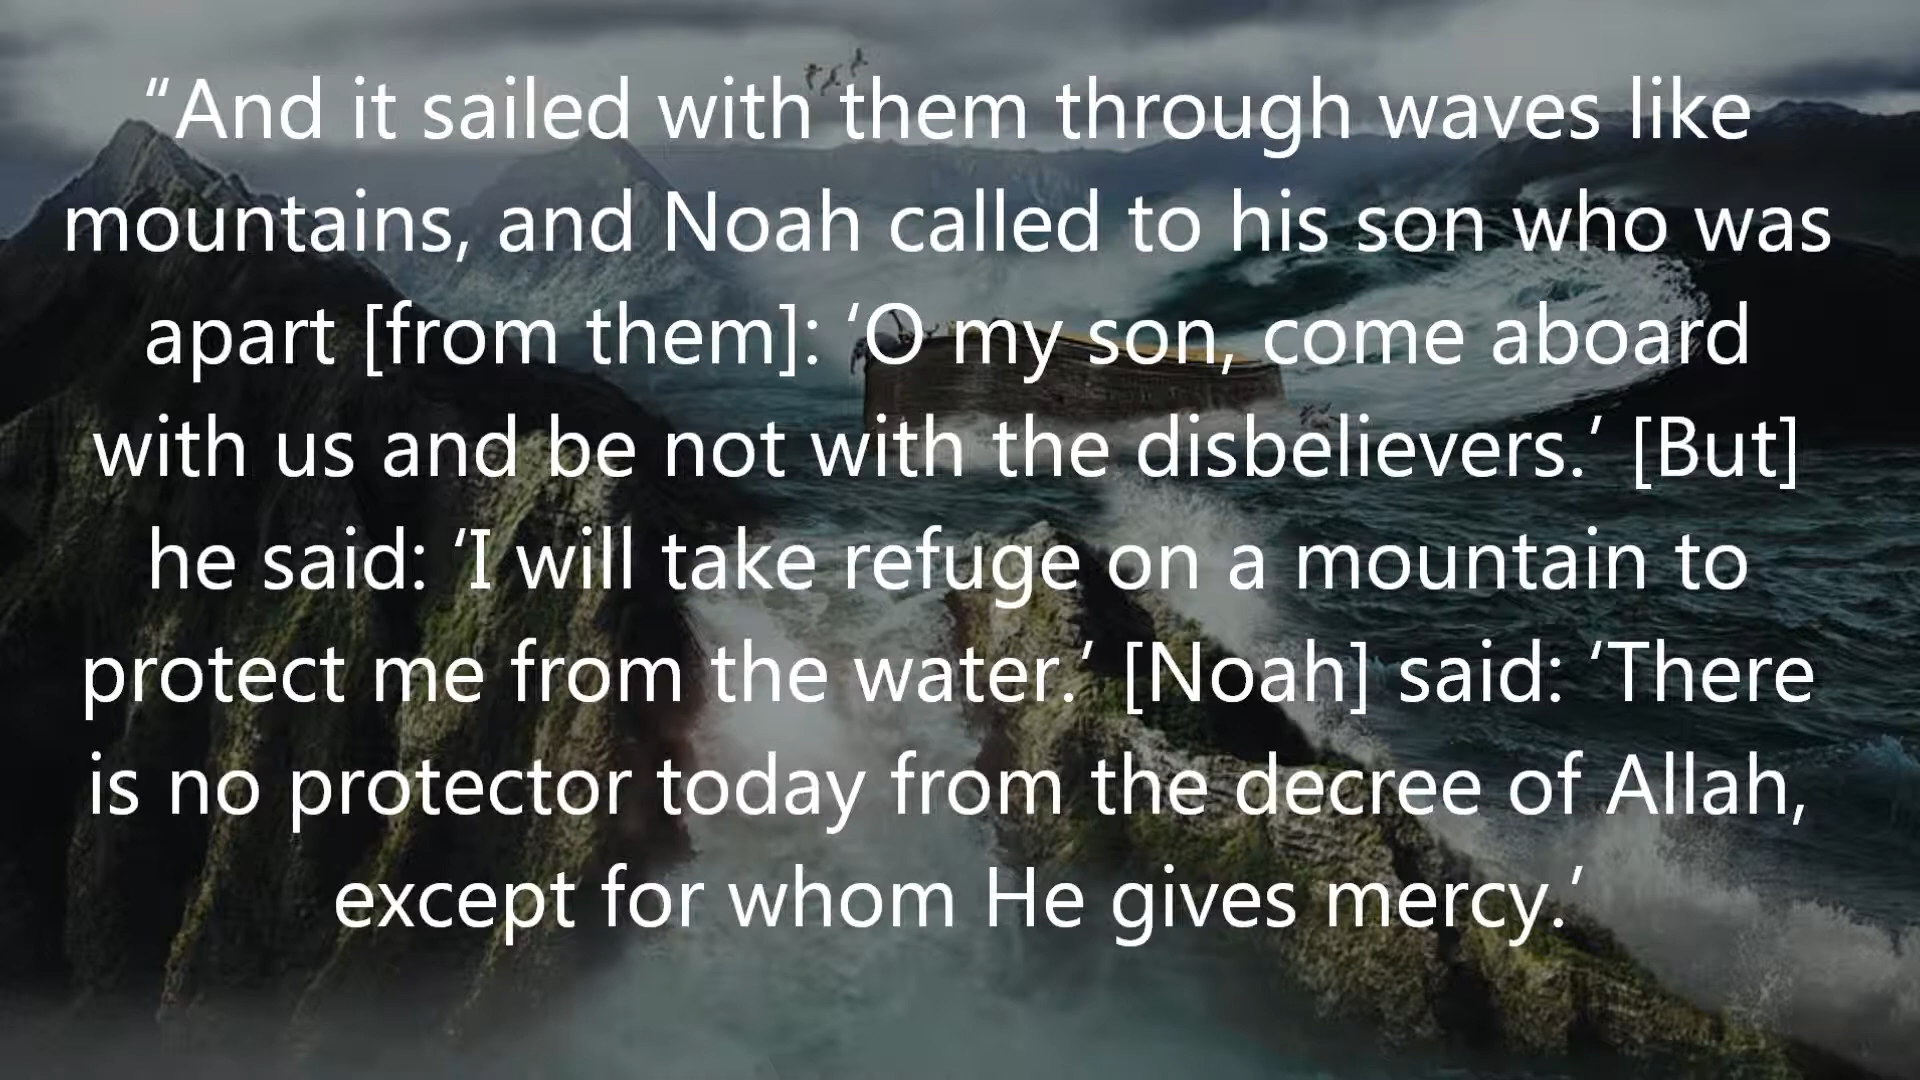 “And it sailed with them through waves like
mountains, and Noah called to his son who was
apart [from them]: ‘O my son, come aboard
with us and be not with the disbelievers.’ [But]
he said: ‘I will take refuge on a mountain to
protect me from the water.’ [Noah] said: ‘There
is no protector today from the decree of Allah,
except for whom He gives mercy.’